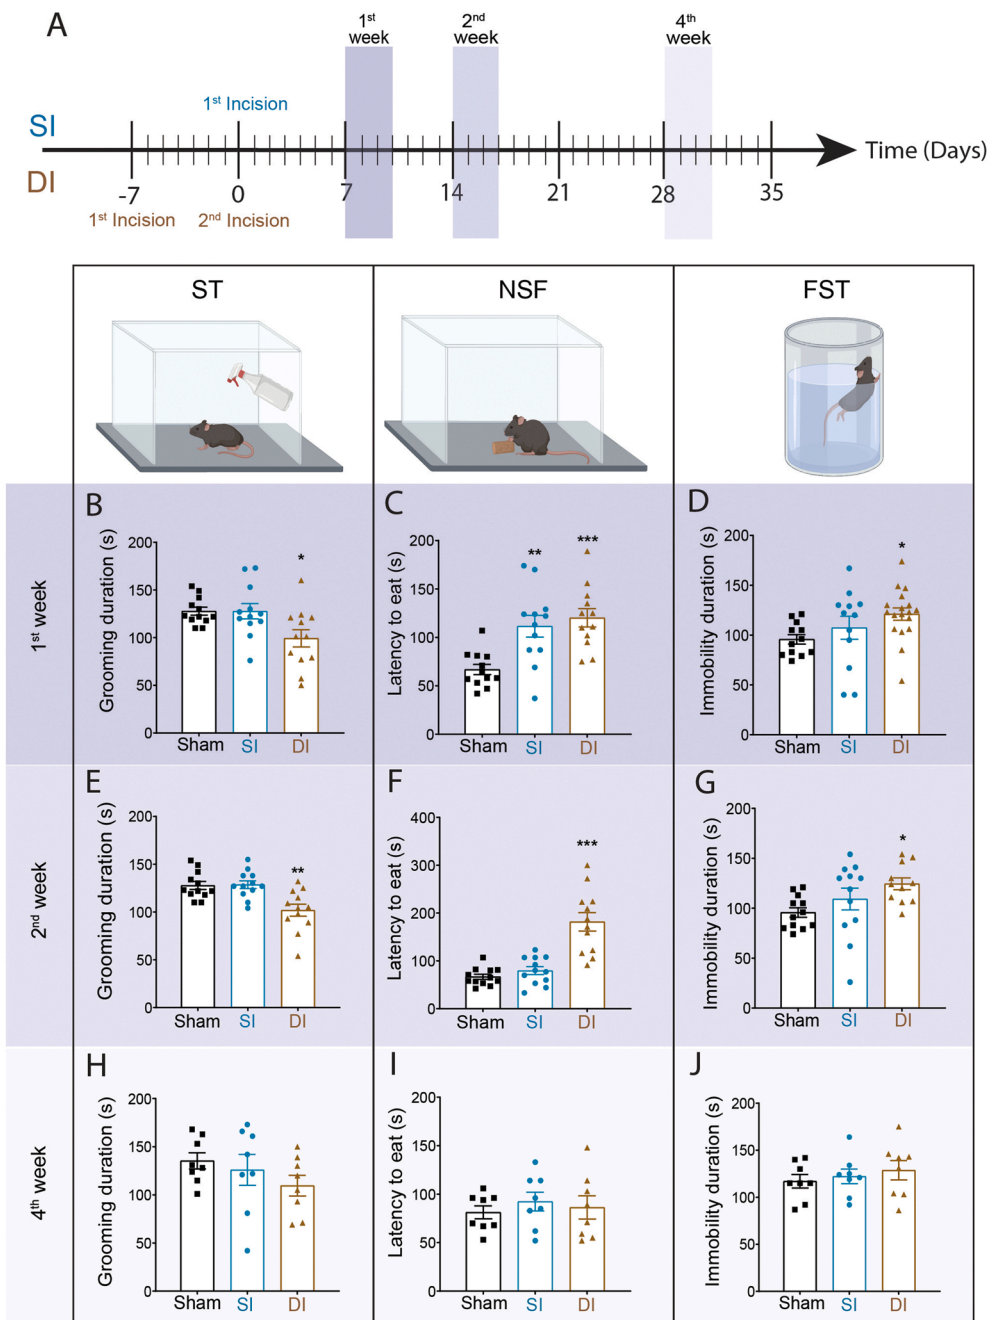 A
1st week
2nd week
4th week
1st Incision
SI
Time (Days)
DI
-7 0 7 14 21 28 35
1st Incision 2nd Incision
ST NSF FST
1st week
B
Grooming duration (s)
200
150
100
50
0
*
Sham SI DI
C
Latency to eat (s)
200
150
100
50
0
** ***
Sham SI DI
D
Immobility duration (s)
200
150
100
50
0
*
Sham SI DI
2nd week
E
Grooming duration (s)
200
150
100
50
0
**
Sham SI DI
F
Latency to eat (s)
400
300
200
100
0
***
Sham SI DI
G
Immobility duration (s)
200
150
100
50
0
*
Sham SI DI
4th week
H
Grooming duration (s)
200
150
100
50
0
Sham SI DI
I
Latency to eat (s)
200
150
100
50
0
Sham SI DI
J
Immobility duration (s)
200
150
100
50
0
Sham SI DI